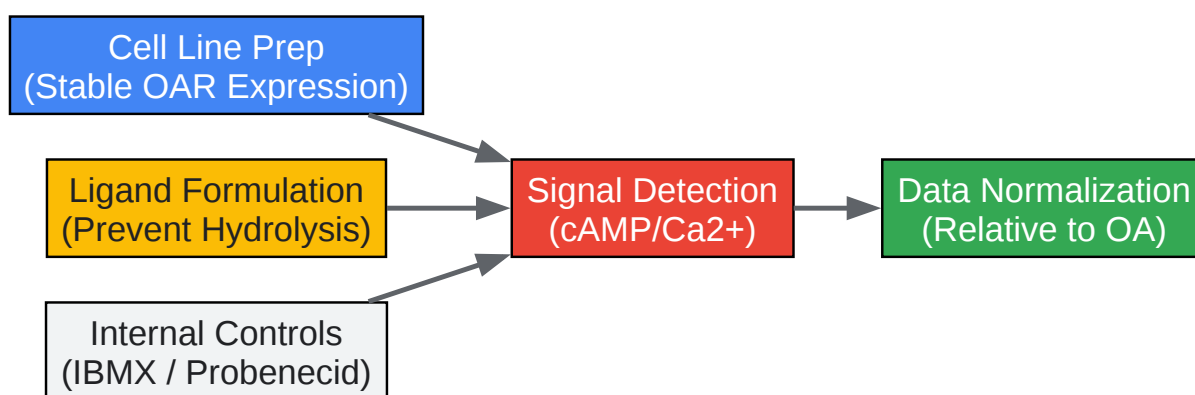 Cell Line Prep
(Stable OAR Expression)
Ligand Formulation
(Prevent Hydrolysis)
Internal Controls
(IBMX / Probenecid)
Signal Detection
(cAMP/Ca2+)
Data Normalization
(Relative to OA)